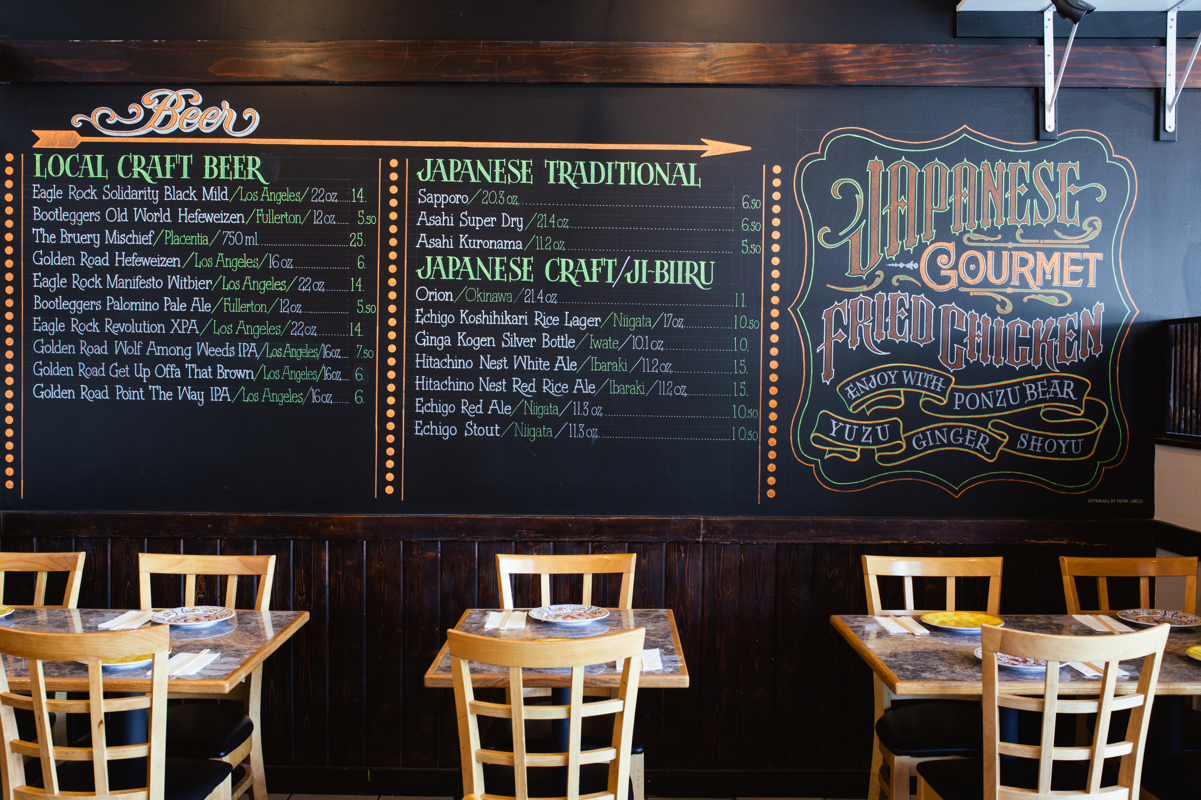 Beer
LOCAL CRAFT BEER
Eagle Rock Solidarity Black Mild/Los Angeles/22oz....14.
Bootleggers Old World Hefeweizen/Fullerton/12oz....5.50
The Bruery Mischief/Placentia/750 ml....25.
Golden Road Hefeweizen/Los Angeles/16oz....6.
Eagle Rock Manifesto Witbier/Los Angeles/22oz....14.
Bootleggers Palomino Pale Ale/Fullerton/12oz....5.50
Eagle Rock Revolution XPA/Los Angeles/22oz....14.
Golden Road Wolf Among Weeds IPA/Los Angeles/16oz....7.50
Golden Road Get Up Offa That Brown/Los Angeles/16oz....6.
Golden Road Point The Way IPA/Los Angeles/16oz....6.
JAPANESE TRADITIONAL
Sapporo/20.3oz....6.50
Asahi Super Dry/21.4oz....6.50
Asahi Kuronama/11.2oz....5.50
JAPANESE CRAFT/JI-BIIRU
Orion/Okinawa/21.4oz....11.
Echigo Koshihikari Rice Lager/Niigata/17oz....10.50
Ginga Kogen Silver Bottle/Iwate/10.1oz....10.
Hitachino Nest White Ale/Ibaraki/11.2oz....15.
Hitachino Nest Red Rice Ale/Ibaraki/11.2oz....15.
Echigo Red Ale/Niigata/11.3oz....10.50
Echigo Stout/Niigata/11.3oz....10.50
JAPANESE
GOURMET
FRIED CHICKEN
ENJOY WITH
PONZU BEAR
YUZU GINGER SHOYU
LETTERING BY PETER